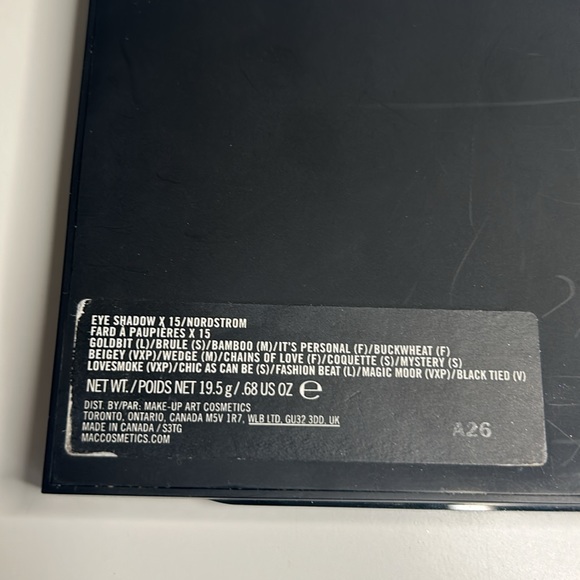 EYE SHADOW X 15/NORDSTROM
FARD À PAUPIÈRES X 15
GOLDBIT (L)/BRULE (S)/BAMBOO (M)/IT'S PERSONAL (F)/BUCKWHEAT (F)
BEIGEY (VXP)/WEDGE (M)/CHAINS OF LOVE (F)/COQUETTE (S)/MYSTERY (S)
LOVESMOKE (VXP)/CHIC AS CAN BE (S)/FASHION BEAT (L)/MAGIC MOOR (VXP)/BLACK TIED (V)
NET WT. /POIDS NET 19.5 g/ .68 US OZ ℮
DIST. BY/PAR: MAKE-UP ART COSMETICS
TORONTO, ONTARIO, CANADA M5V 1R7, WLB LTD, GU32 3DD, UK
MADE IN CANADA / S3TG
MACCOSMETICS.COM
A26